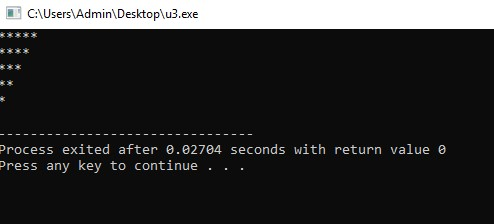 C:\Users\Admin\Desktop\u3.exe
*****
****
***
**
*
--------------------------------
Process exited after 0.02704 seconds with return value 0
Press any key to continue . . .